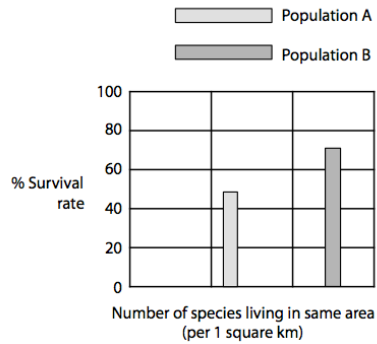 Population A
Population B
100
80
60
40
20
0
% Survival
rate
Number of species living in same area
(per 1 square km)